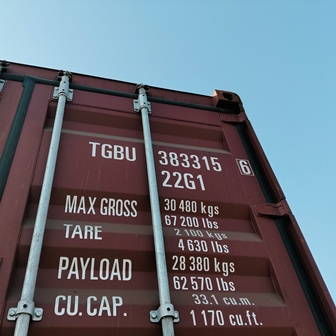 TGBU 383315 6
22G1
MAX GROSS 30 480 kgs
67 200 lbs
TARE 2 100 kgs
4 630 lbs
PAYLOAD 28 380 kgs
62 570 lbs
CU. CAP. 33.1 cu.m.
1 170 cu.ft.